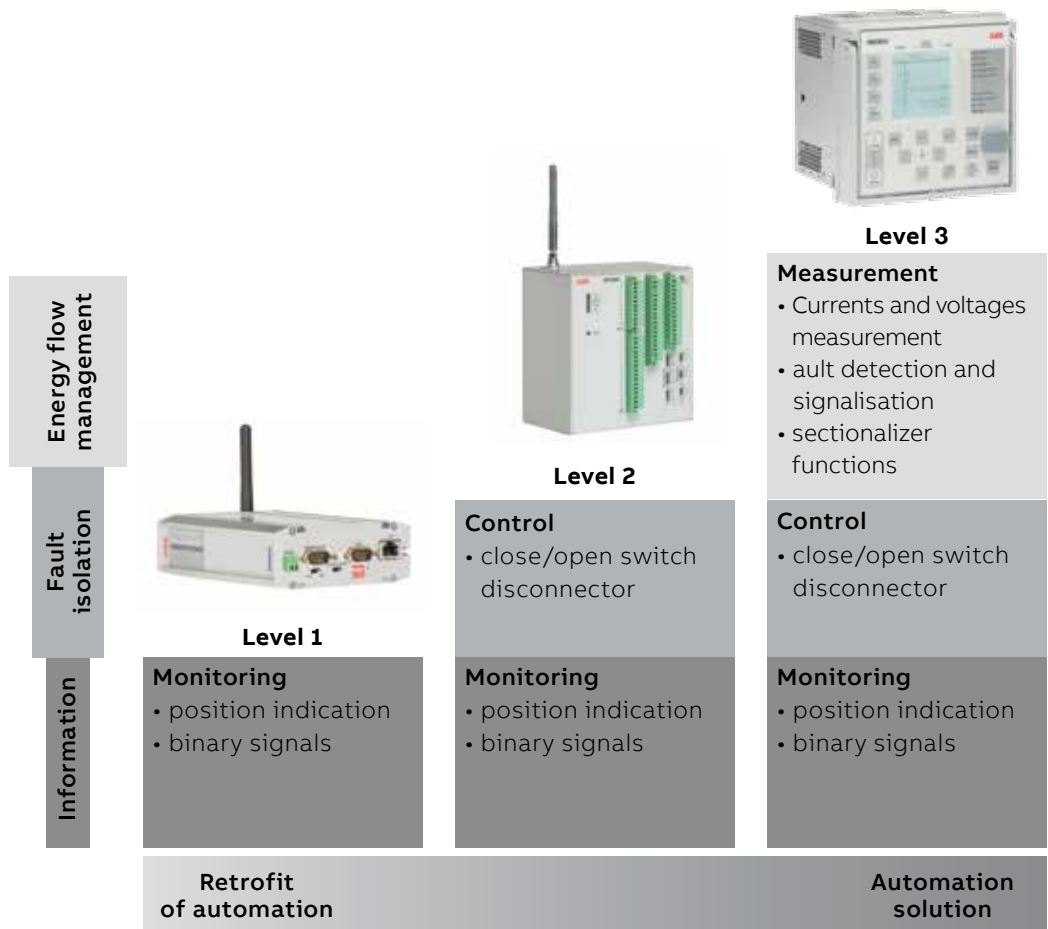 ABB
Level 3
Measurement
• Currents and voltages
measurement
• ault detection and
signalisation
• sectionalizer
functions
Energy flow
management
ABB
Level 2
Control
• close/open switch
disconnector
Control
• close/open switch
disconnector
Fault
isolation
Level 1
Monitoring
• position indication
• binary signals
Monitoring
• position indication
• binary signals
Monitoring
• position indication
• binary signals
Information
Retrofit
of automation
Automation
solution